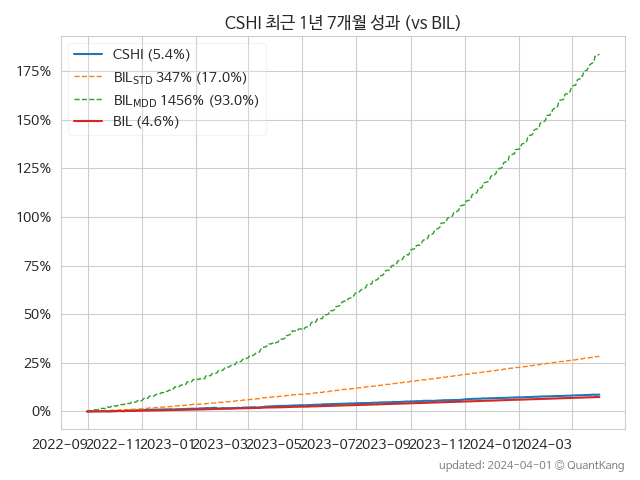 CSHI 최근 1년 7개월 성과 (vs BIL)
CSHI (5.4%)
BIL_STD 347% (17.0%)
BIL_MDD 1456% (93.0%)
BIL (4.6%)
175%
150%
125%
100%
75%
50%
25%
0%
2022-09 2022-11 2023-01 2023-03 2023-05 2023-07 2023-09 2023-11 2024-01 2024-03
updated: 2024-04-01 © QuantKang